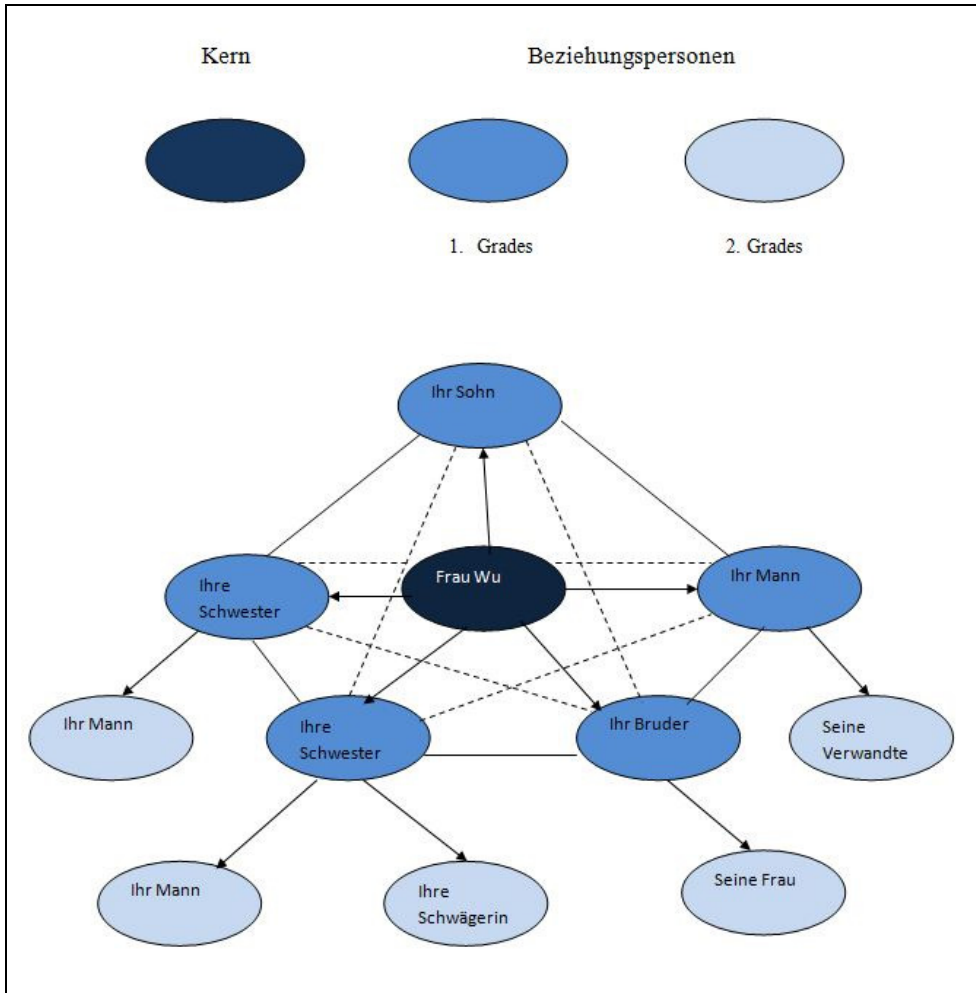 Kern
Beziehungspersonen
1. Grades
2. Grades
Ihr Sohn
Frau Wu
Ihre
Schwester
Ihr Mann
Ihr Mann
Ihre
Schwester
Ihr Bruder
Seine
Verwandte
Ihr Mann
Ihre
Schwägerin
Seine Frau